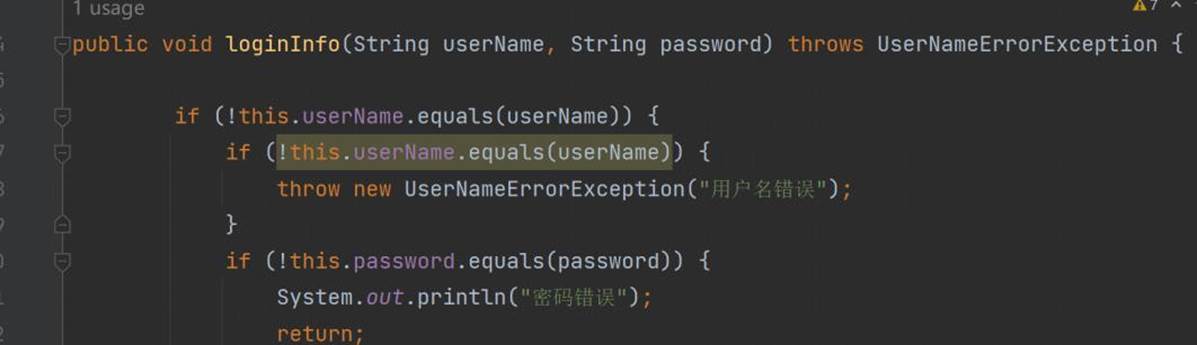 1 usage
7
public void loginInfo(String userName, String password) throws UserNameErrorException {
if (!this.userName.equals(userName)) {
if (!this.userName.equals(userName)) {
throw new UserNameErrorException("用户名错误");
}
if (!this.password.equals(password)) {
System.out.println("密码错误");
return;